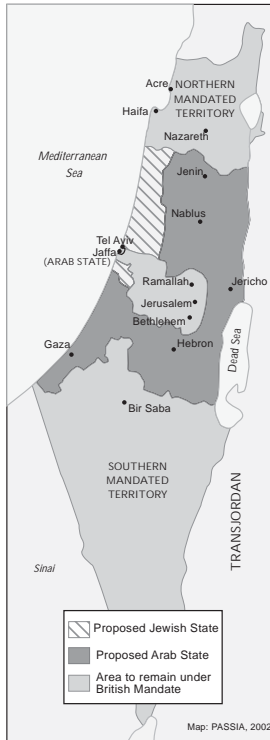 Acre
NORTHERN
MANDATED
TERRITORY
Haifa
Nazareth
Mediterranean
Sea
Jenin
Nablus
Tel Aviv
Jaffa
(ARAB STATE)
Ramallah
Jericho
Jerusalem
Bethlehem
Dead Sea
Hebron
Gaza
Bir Saba
SOUTHERN
MANDATED
TERRITORY
TRANSJORDAN
Sinai
Proposed Jewish State
Proposed Arab State
Area to remain under
British Mandate
Map: PASSIA, 2002